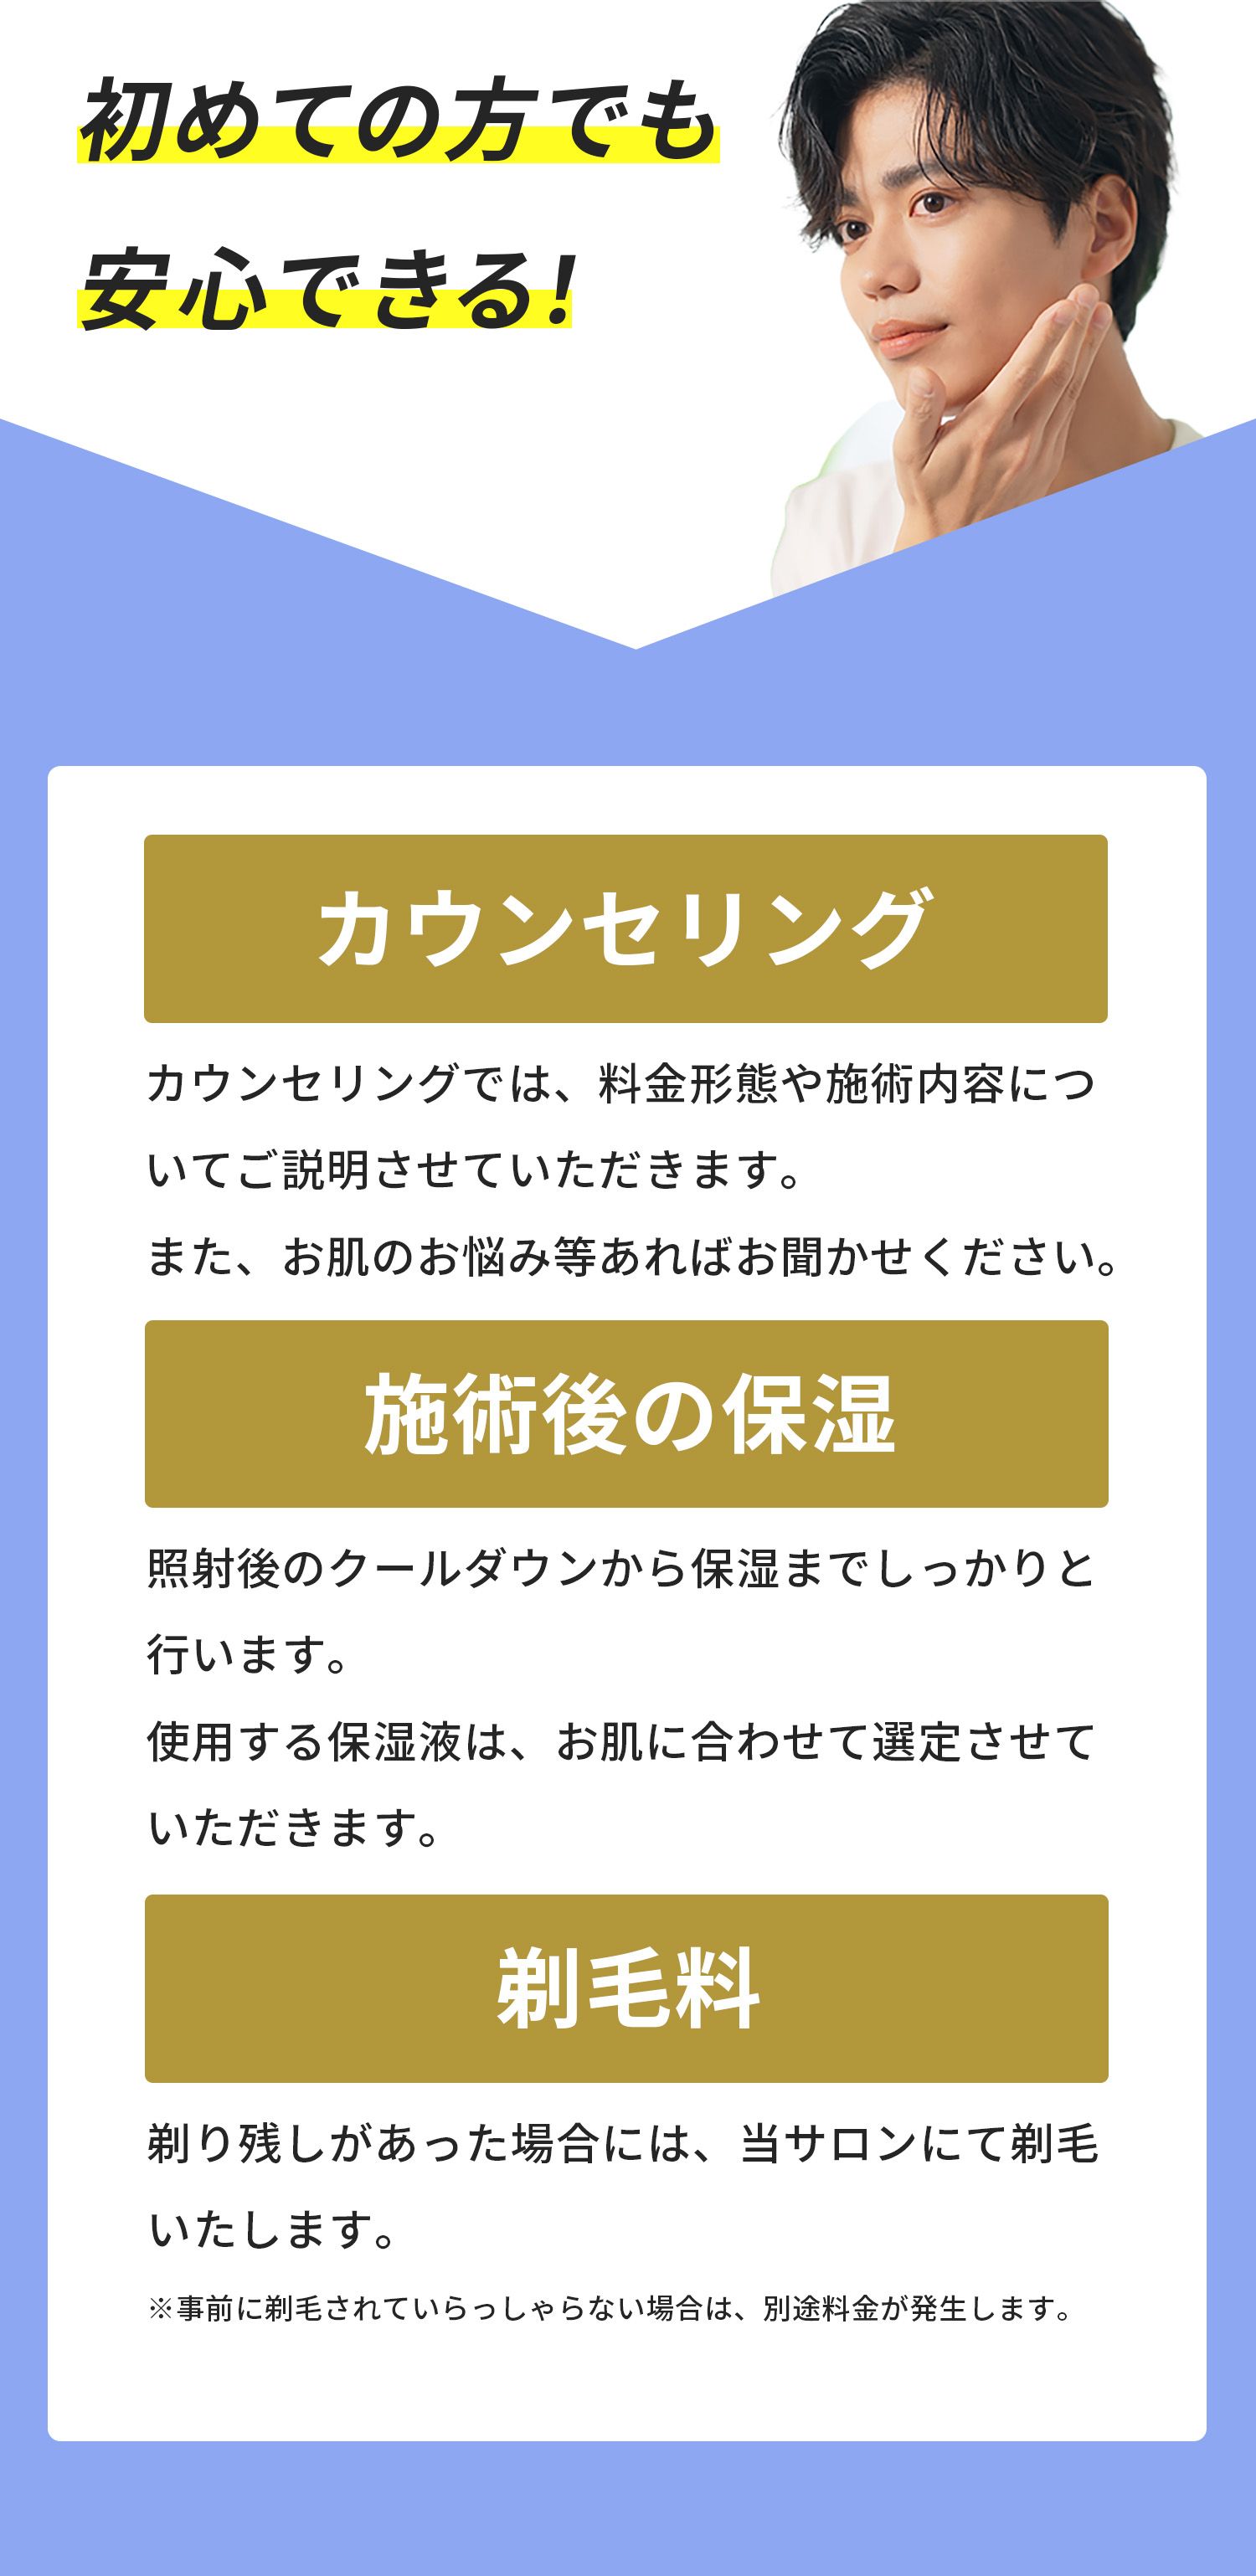 初めての方でも
安心できる！
カウンセリング
カウンセリングでは、料金形態や施術内容につ
いてご説明させていただきます。
また、お肌のお悩み等あればお聞かせください。
施術後の保湿
照射後のクールダウンから保湿までしっかりと
行います。
使用する保湿液は、お肌に合わせて選定させて
いただきます。
剃毛料
剃り残しがあった場合には、当サロンにて剃毛
いたします。
※事前に剃毛されていらっしゃらない場合は、別途料金が発生します。